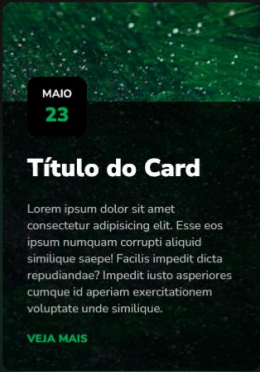 MAIO
23
Título do Card
Lorem ipsum dolor sit amet
consectetur adipisicing elit. Esse eos
ipsum numquam corrupti aliquid
similique saepe! Facilis impedit dicta
repudiandae? Impedit iusto asperiores
cumque id aperiam exercitationem
voluptate unde similique.
VEJA MAIS